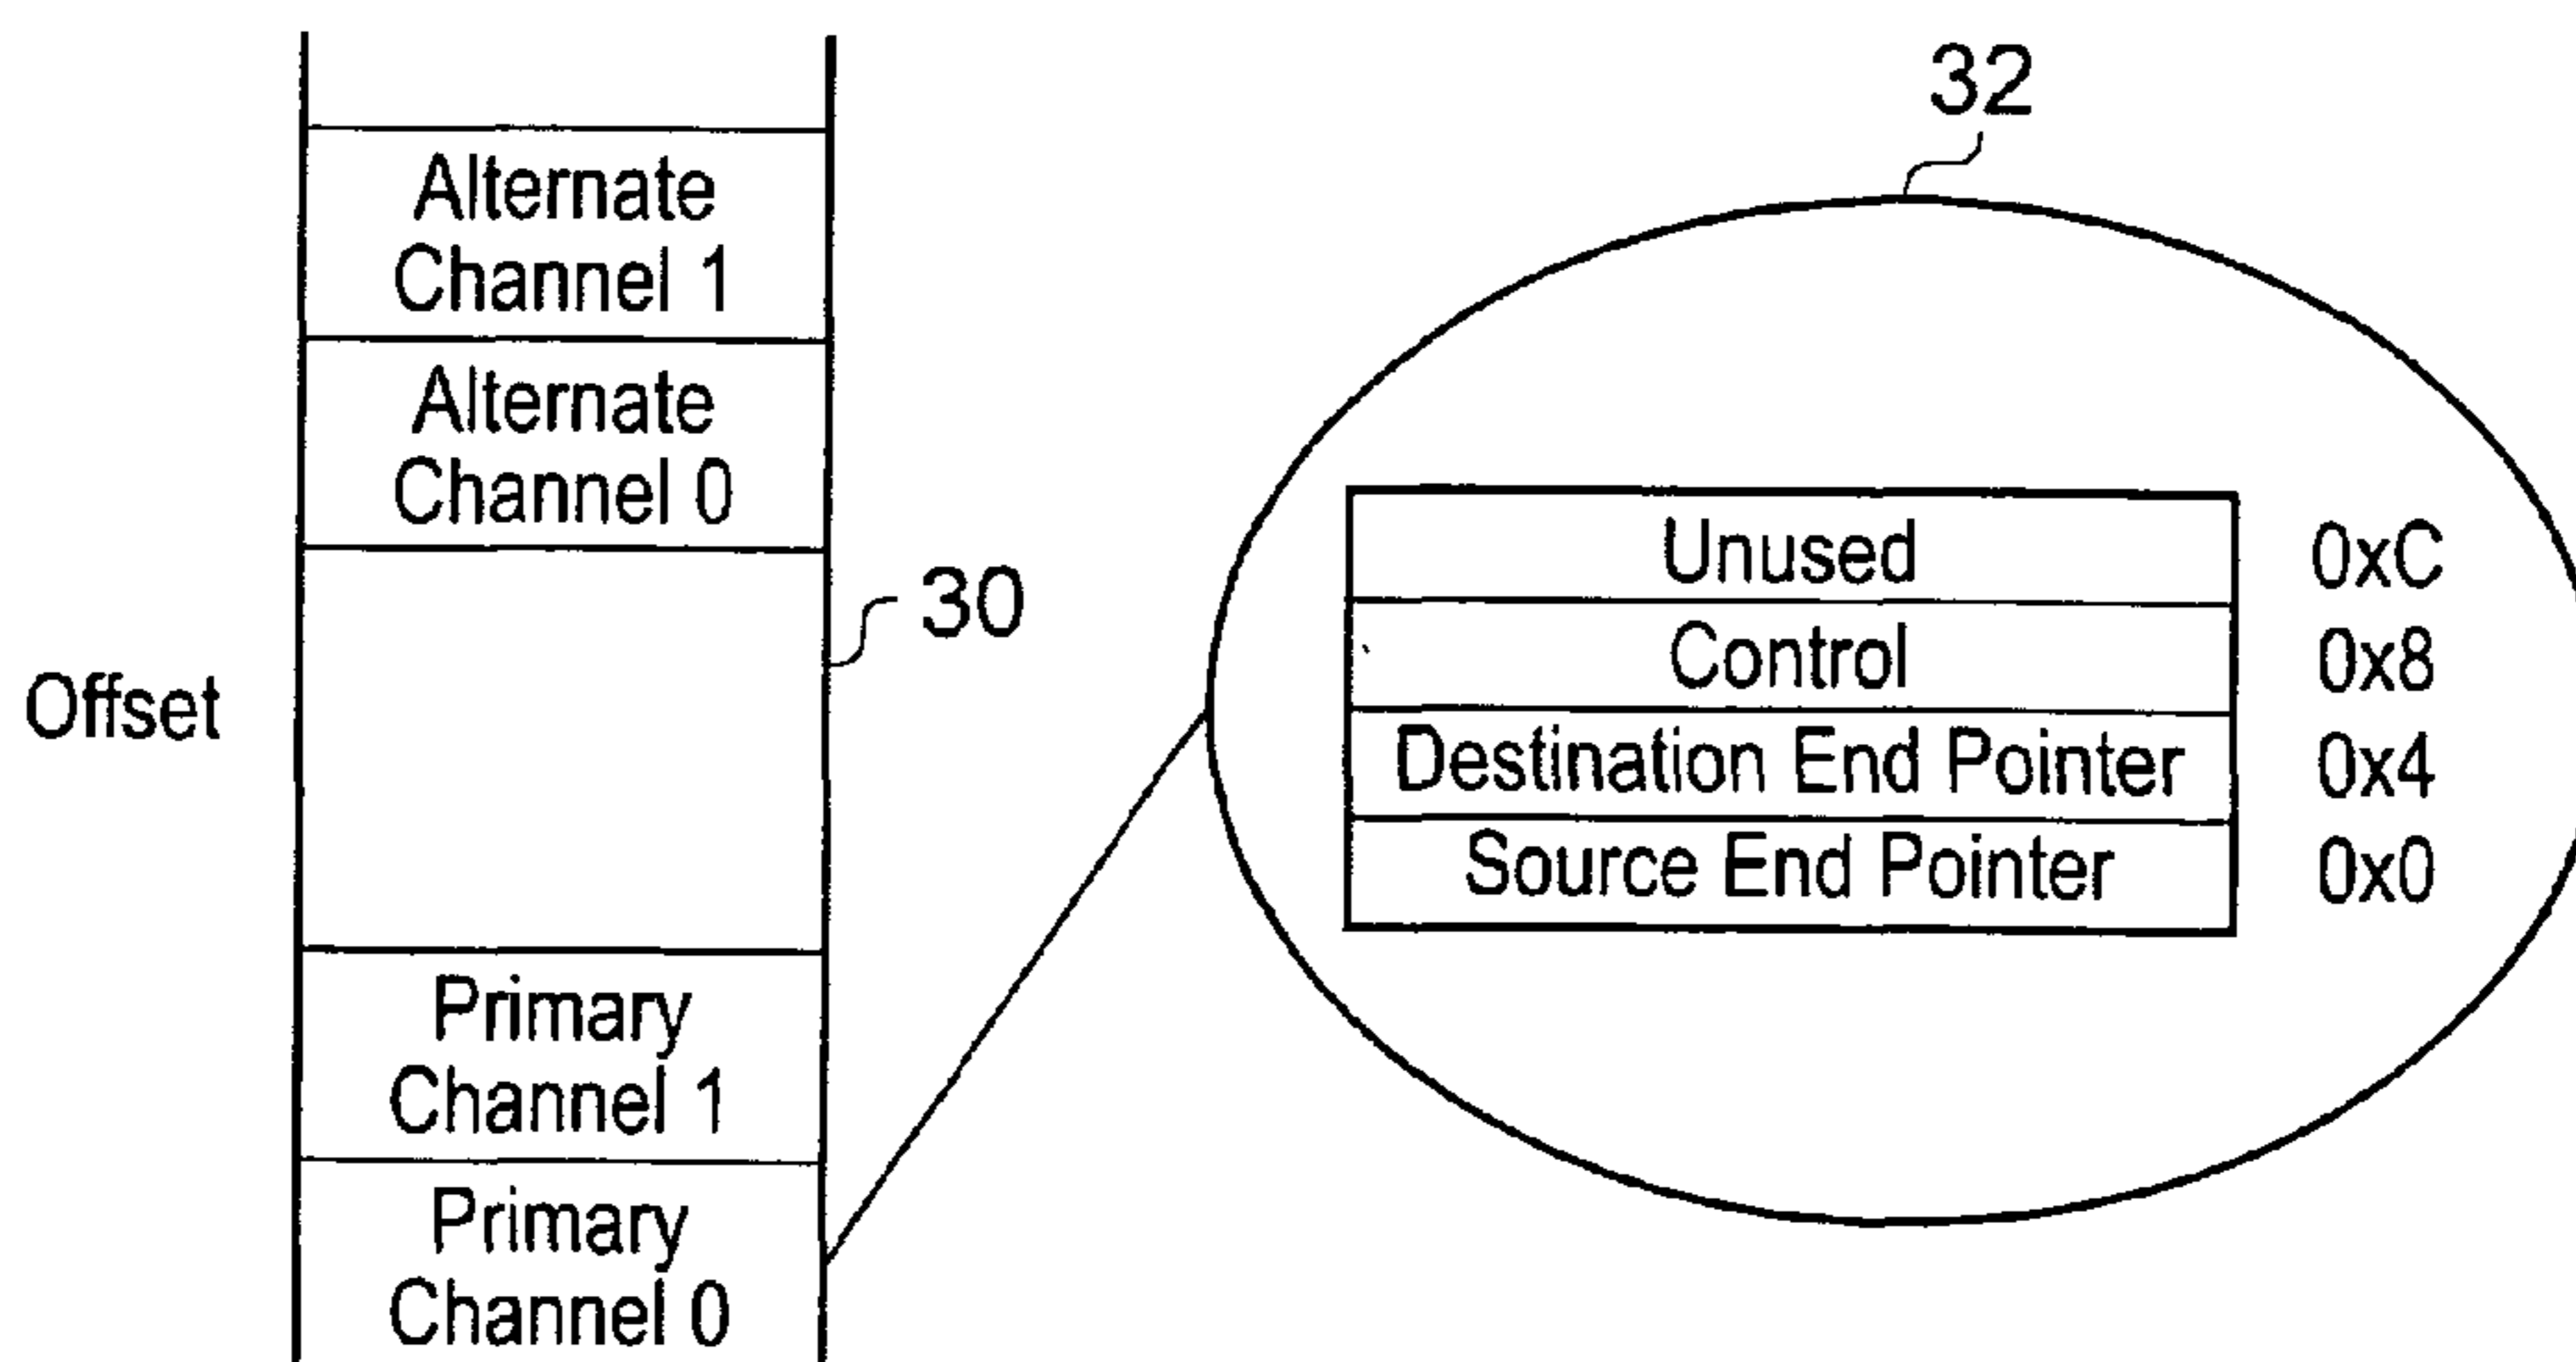 32
Alternate
Channel 1
Alternate
Channel 0
30
Offset
Primary
Channel 1
Primary
Channel 0
Unused 0xC
Control 0x8
Destination End Pointer 0x4
Source End Pointer 0x0